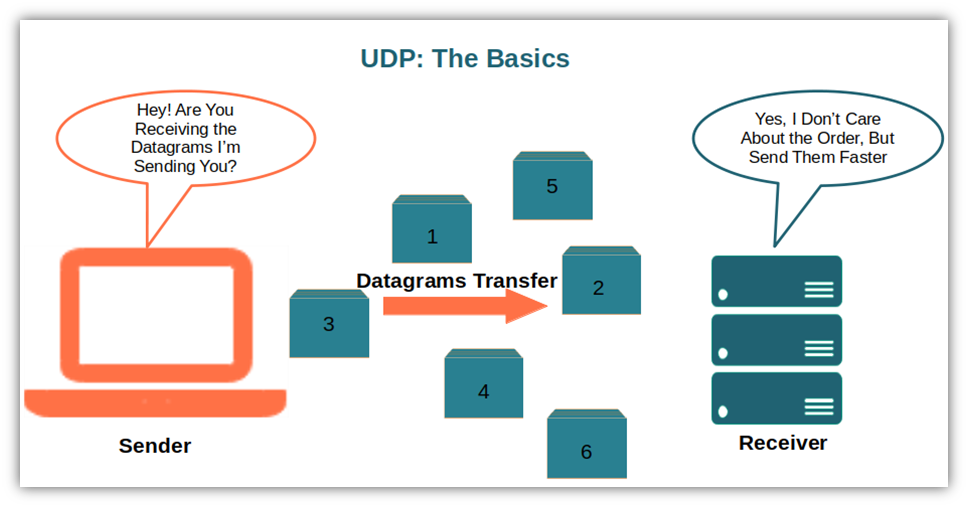 UDP: The Basics
Hey! Are You
Receiving the
Datagrams I'm
Sending You?
Yes, I Don't Care
About the Order, But
Send Them Faster
5
1
Datagrams Transfer
2
3
4
6
Sender
Receiver